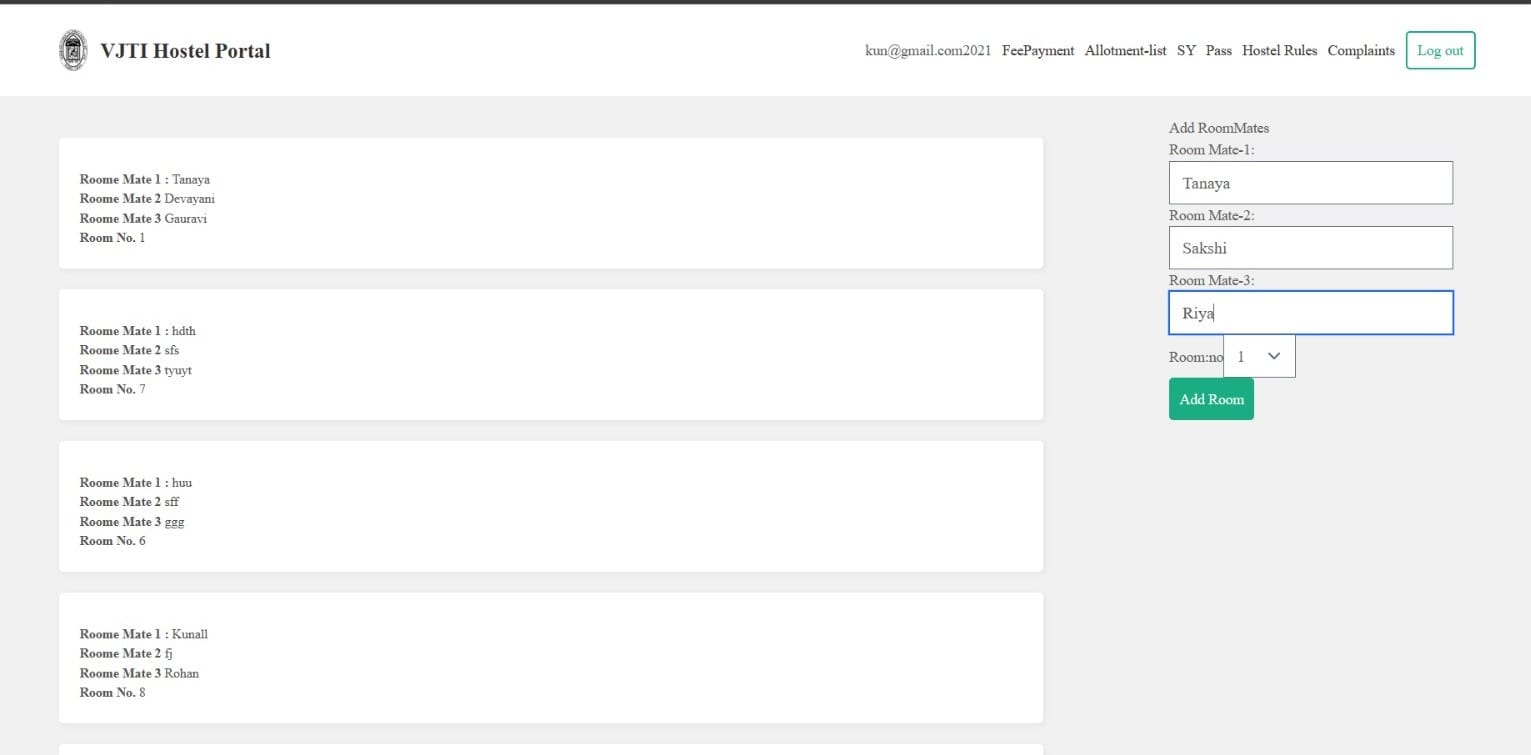 VJTI Hostel Portal
kun@gmail.com2021 FeePayment Allotment-list SY Pass Hostel Rules Complaints Log out
Roome Mate 1 : Tanaya
Roome Mate 2 Devayani
Roome Mate 3 Gauravi
Room No. 1
Roome Mate 1 : hdth
Roome Mate 2 sfs
Roome Mate 3 tyuyt
Room No. 7
Roome Mate 1 : huu
Roome Mate 2 sff
Roome Mate 3 ggg
Room No. 6
Roome Mate 1 : Kunall
Roome Mate 2 fj
Roome Mate 3 Rohan
Room No. 8
Add RoomMates
Room Mate-1:
Tanaya
Room Mate-2:
Sakshi
Room Mate-3:
Riya
Room:no 1
Add Room